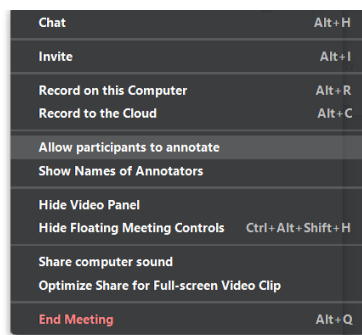 Chat Alt+H
Invite Alt+I
Record on this Computer Alt+R
Record to the Cloud Alt+C
Allow participants to annotate
Show Names of Annotators
Hide Video Panel
Hide Floating Meeting Controls Ctrl+Alt+Shift+H
Share computer sound
Optimize Share for Full-screen Video Clip
End Meeting Alt+Q